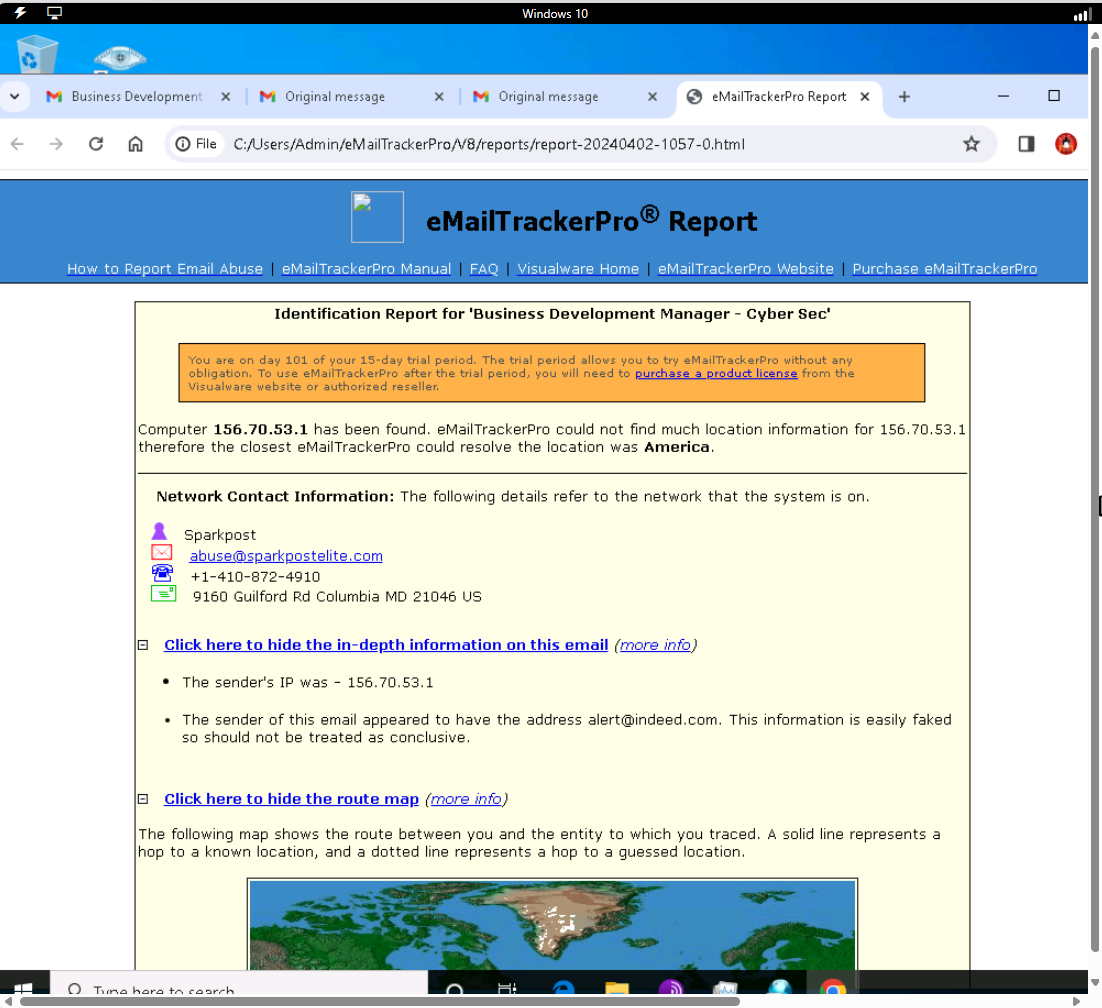 Windows 10
Business Development
Original message
Original message
eMailTrackerPro Report
File
C:/Users/Admin/eMailTrackerPro/V8/reports/report-20240402-1057-0.html
eMailTrackerPro® Report
How to Report Email Abuse | eMailTrackerPro Manual | FAQ | Visualware Home | eMailTrackerPro Website | Purchase eMailTrackerPro
Identification Report for 'Business Development Manager - Cyber Sec'
You are on day 101 of your 15-day trial period. The trial period allows you to try eMailTrackerPro without any
obligation. To use eMailTrackerPro after the trial period, you will need to purchase a product license from the
Visualware website or authorized reseller.
Computer 156.70.53.1 has been found. eMailTrackerPro could not find much location information for 156.70.53.1
therefore the closest eMailTrackerPro could resolve the location was America.
Network Contact Information: The following details refer to the network that the system is on.
Sparkpost
abuse@sparkpostelite.com
+1-410-872-4910
9160 Guilford Rd Columbia MD 21046 US
Click here to hide the in-depth information on this email (more info)
• The sender's IP was - 156.70.53.1
• The sender of this email appeared to have the address alert@indeed.com. This information is easily faked
so should not be treated as conclusive.
Click here to hide the route map (more info)
The following map shows the route between you and the entity to which you traced. A solid line represents a
hop to a known location, and a dotted line represents a hop to a guessed location.
Type here to search